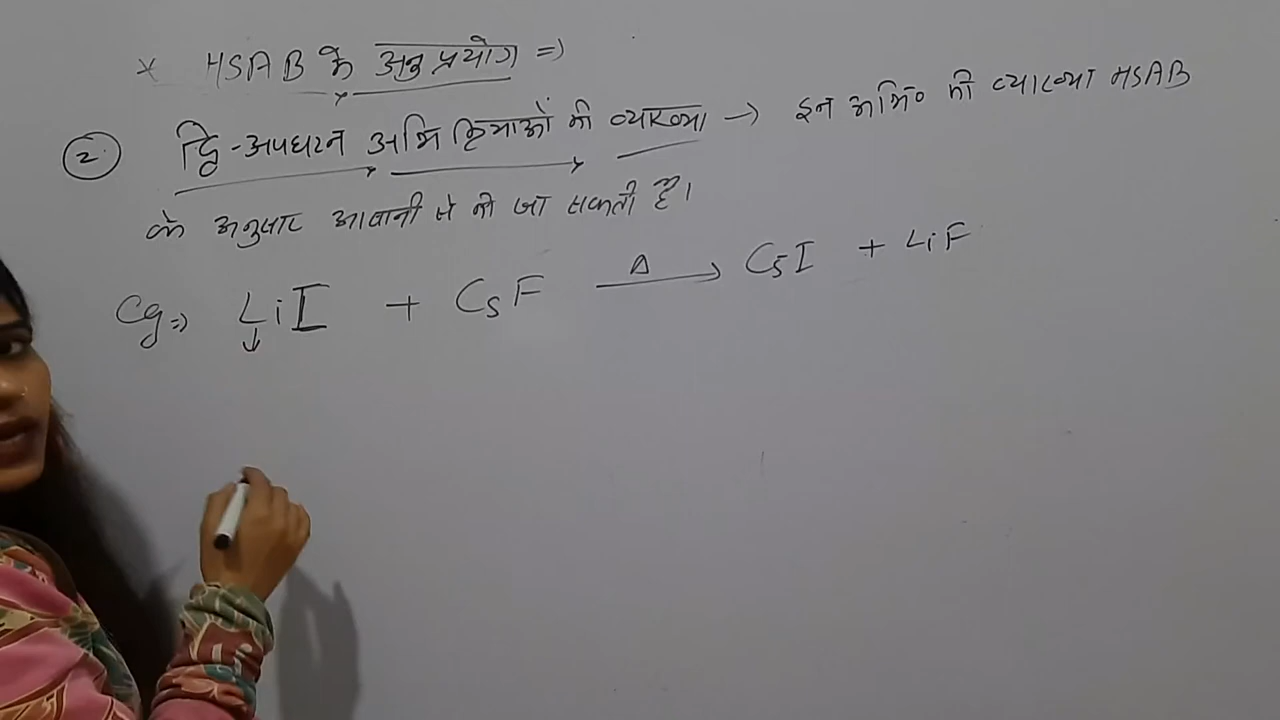 * HSAB के अनुप्रयोग =>
② द्वि-अपघटन अभिक्रियाओं की व्याख्या → इन अभि० की व्याख्या HSAB
के अनुसार आसानी से की जा सकती है।
Eg => LiI + CsF —Δ→ CsI + LiF
↓